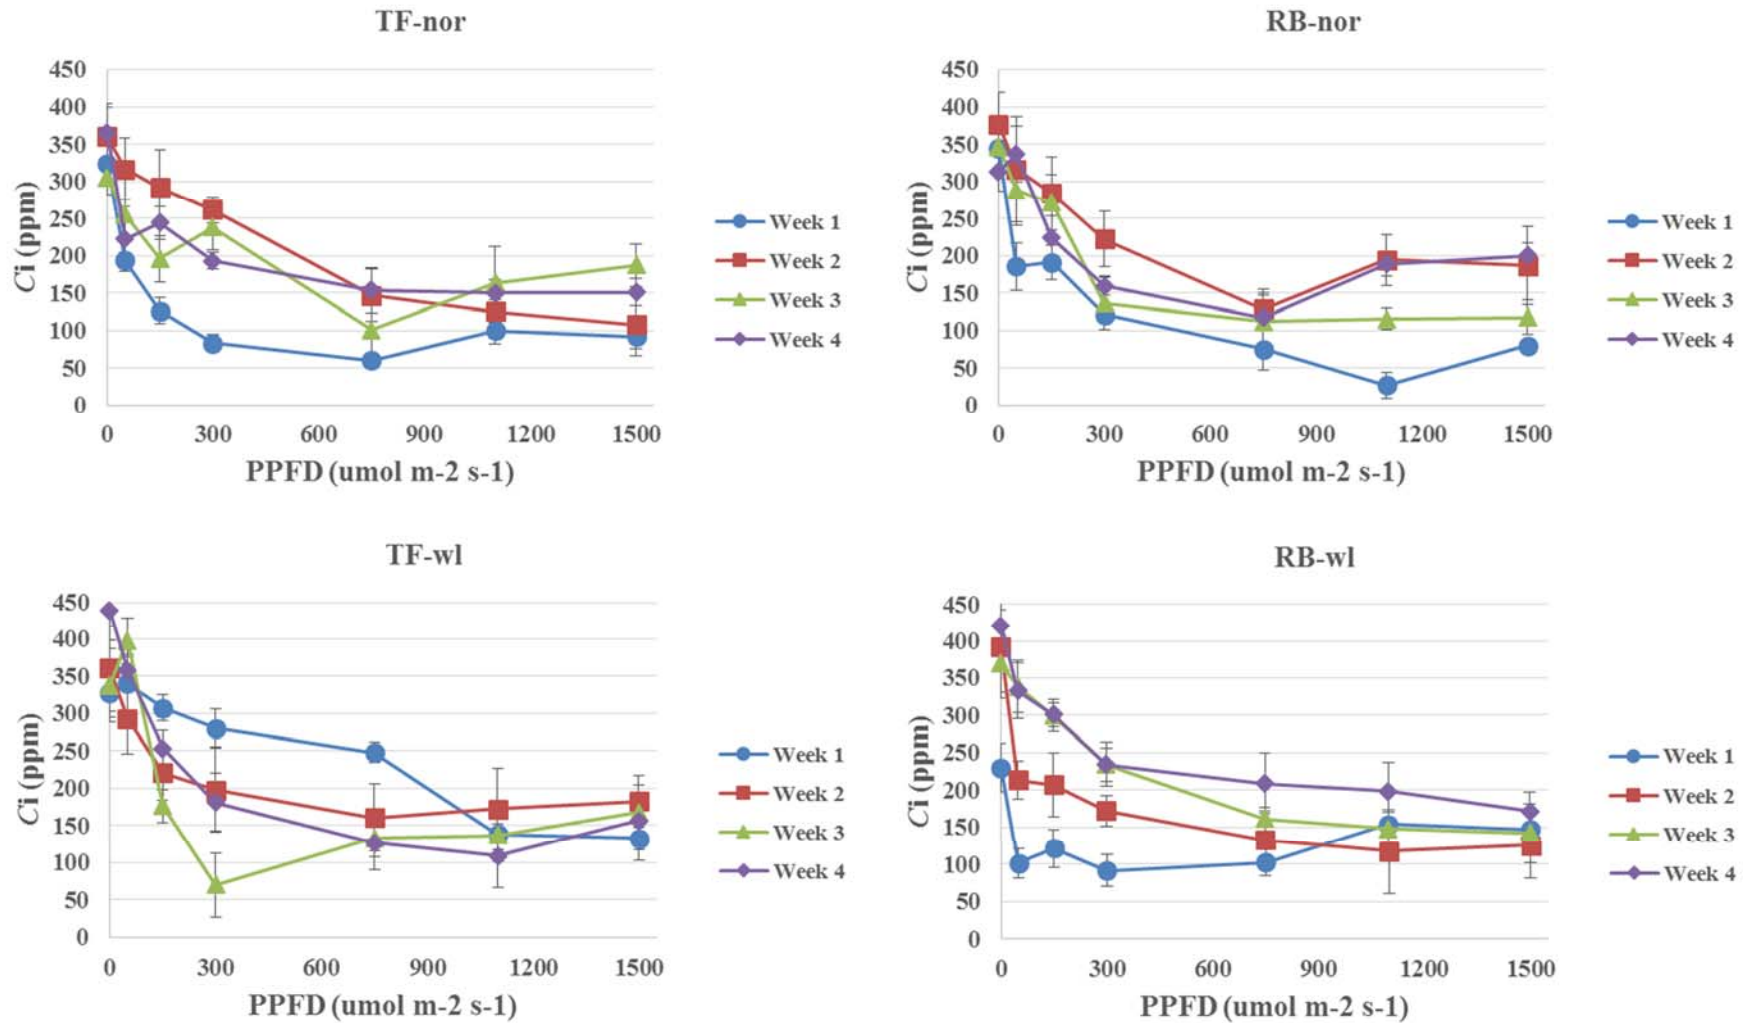 TF-nor
450
400
350
300
250
200
150
100
50
0
Ci (ppm)
0 300 600 900 1200 1500
PPFD (umol m-2 s-1)
Week 1
Week 2
Week 3
Week 4
RB-nor
450
400
350
300
250
200
150
100
50
0
Ci (ppm)
0 300 600 900 1200 1500
PPFD (umol m-2 s-1)
Week 1
Week 2
Week 3
Week 4
TF-wl
450
400
350
300
250
200
150
100
50
0
Ci (ppm)
0 300 600 900 1200 1500
PPFD (umol m-2 s-1)
Week 1
Week 2
Week 3
Week 4
RB-wl
450
400
350
300
250
200
150
100
50
0
Ci (ppm)
0 300 600 900 1200 1500
PPFD (umol m-2 s-1)
Week 1
Week 2
Week 3
Week 4